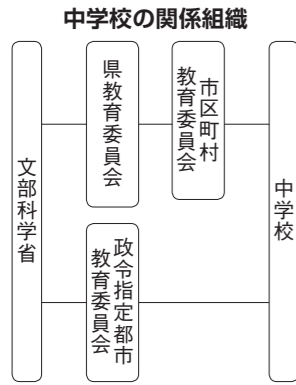 中学校の関係組織
文部科学省
県教育委員会
市区町村
教育委員会
政令指定都市
教育委員会
中学校